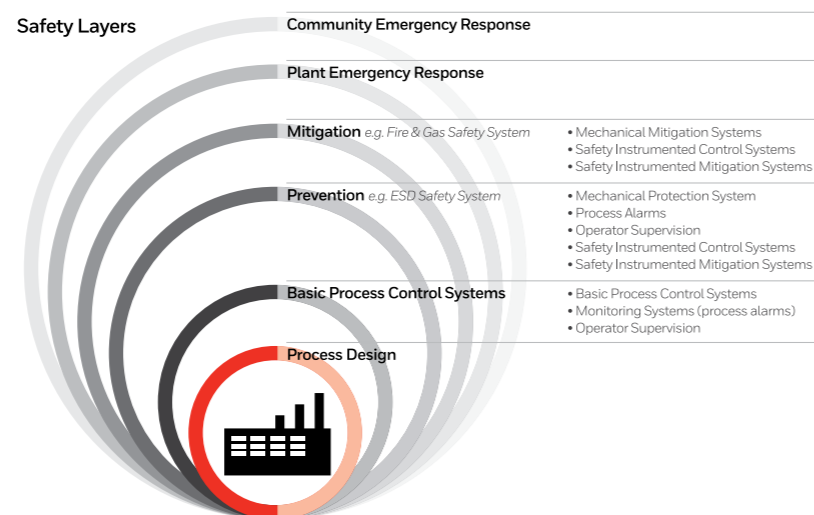 Safety Layers
Community Emergency Response
Plant Emergency Response
Mitigation e.g. Fire & Gas Safety System
• Mechanical Mitigation Systems
• Safety Instrumented Control Systems
• Safety Instrumented Mitigation Systems
Prevention e.g. ESD Safety System
• Mechanical Protection System
• Process Alarms
• Operator Supervision
• Safety Instrumented Control Systems
• Safety Instrumented Mitigation Systems
Basic Process Control Systems
• Basic Process Control Systems
• Monitoring Systems (process alarms)
• Operator Supervision
Process Design